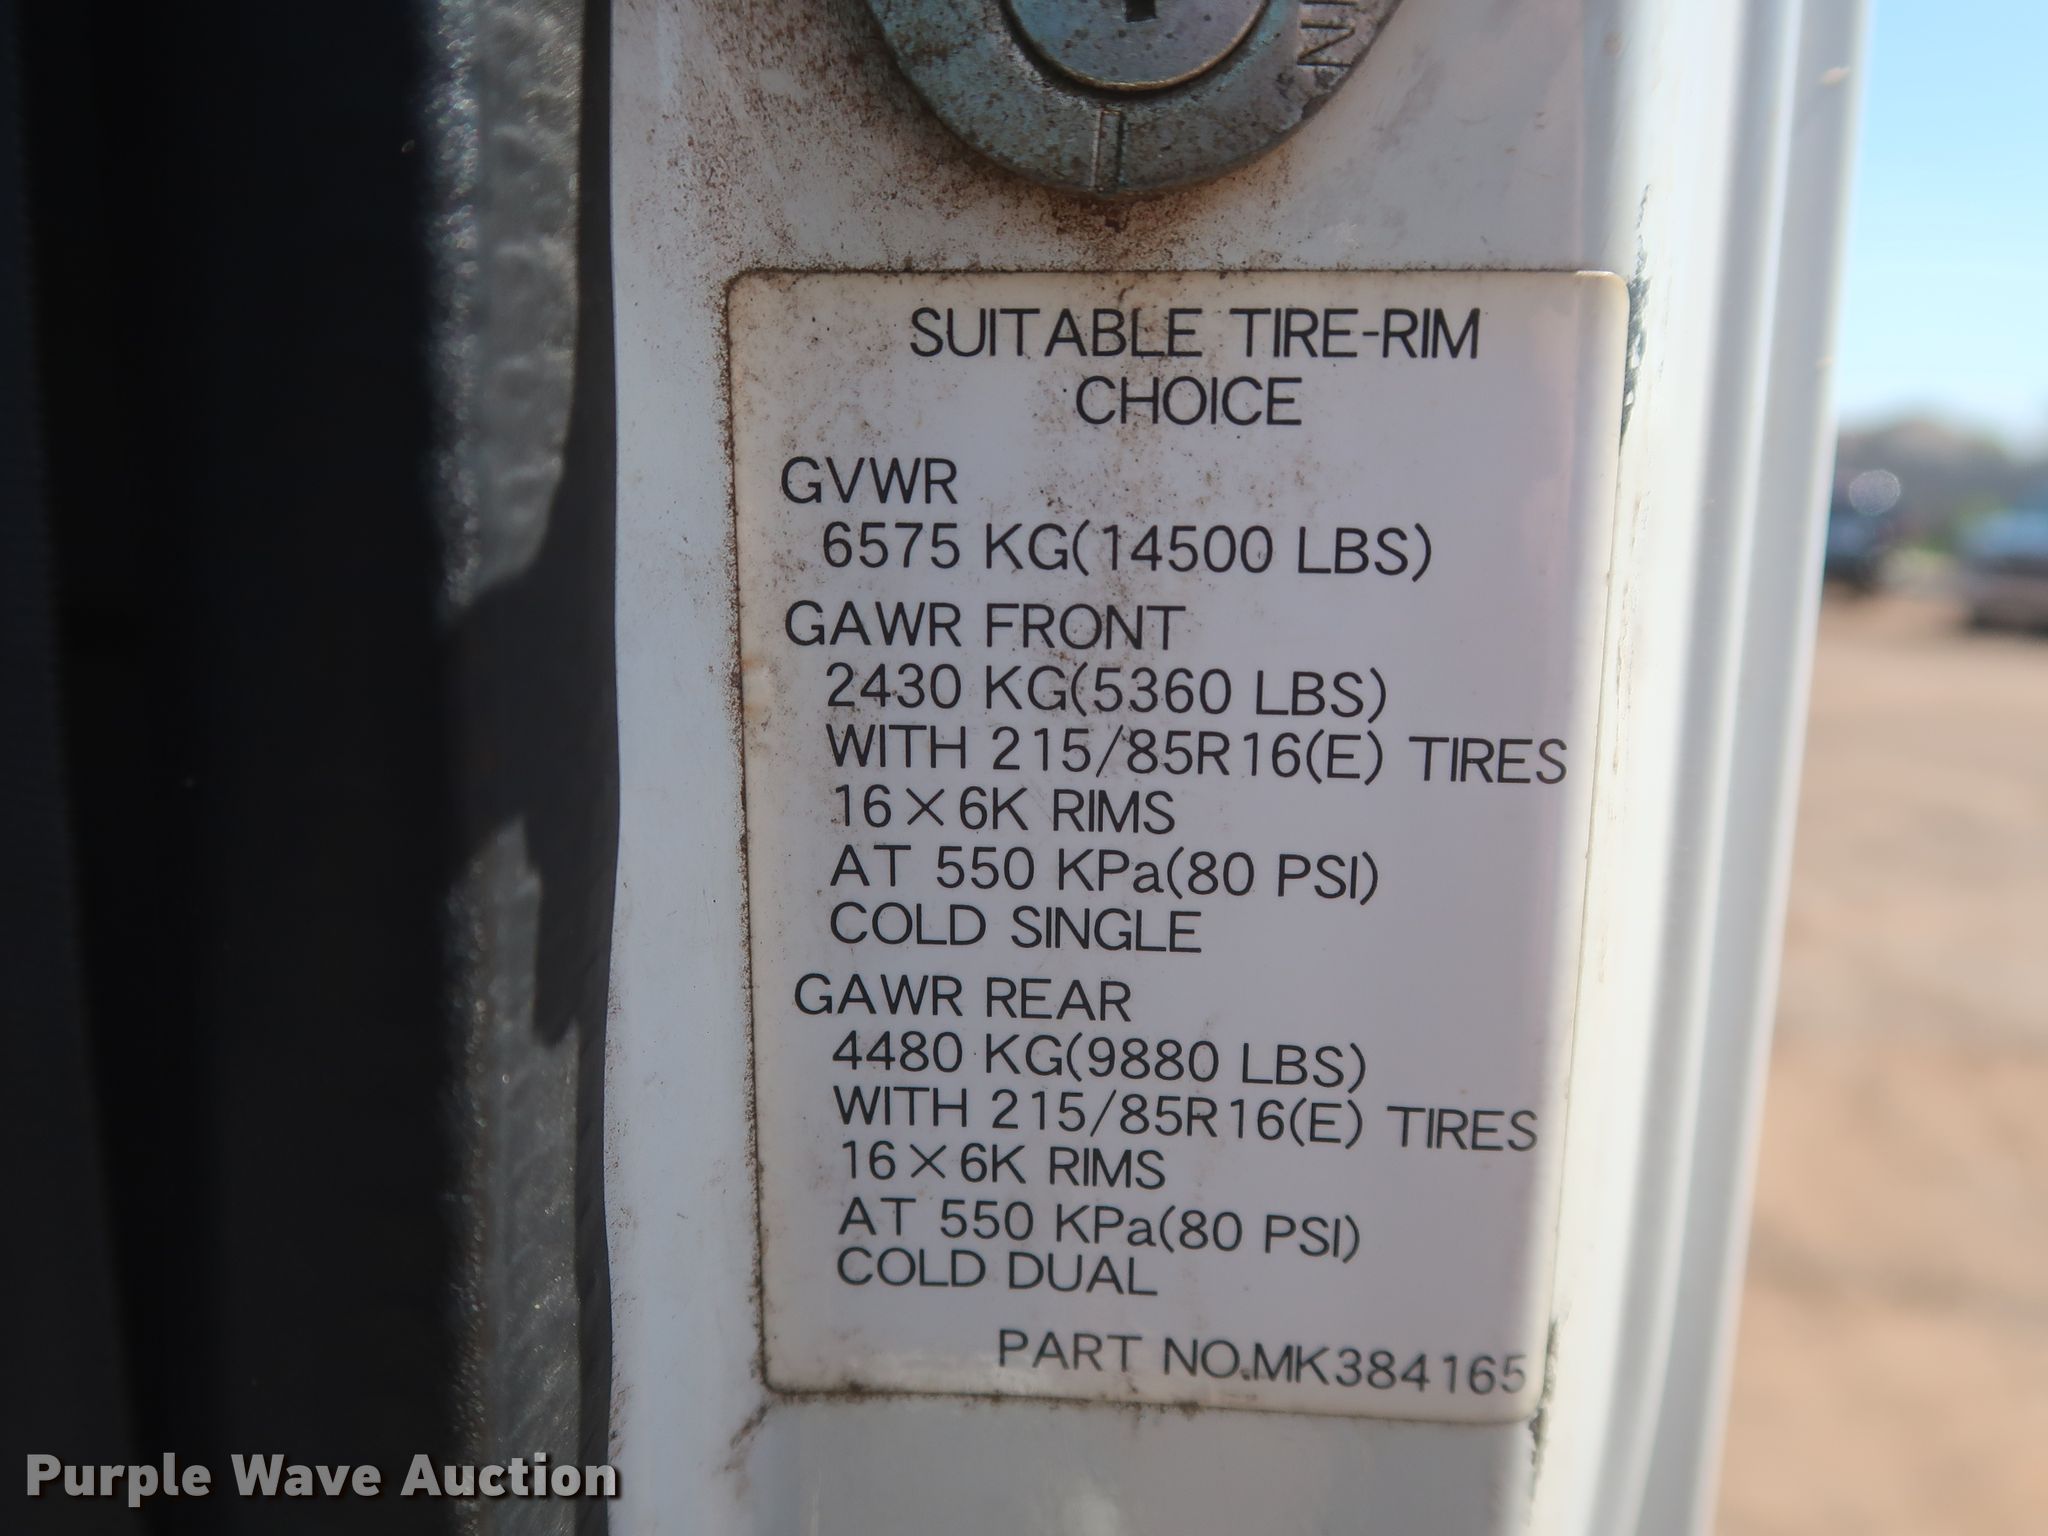 SUITABLE TIRE-RIM
CHOICE
GVWR
6575 KG(14500 LBS)
GAWR FRONT
2430 KG(5360 LBS)
WITH 215/85R16(E) TIRES
16×6K RIMS
AT 550 KPa(80 PSI)
COLD SINGLE
GAWR REAR
4480 KG(9880 LBS)
WITH 215/85R16(E) TIRES
16×6K RIMS
AT 550 KPa(80 PSI)
COLD DUAL
PART NO.MK384165
Purple Wave Auction